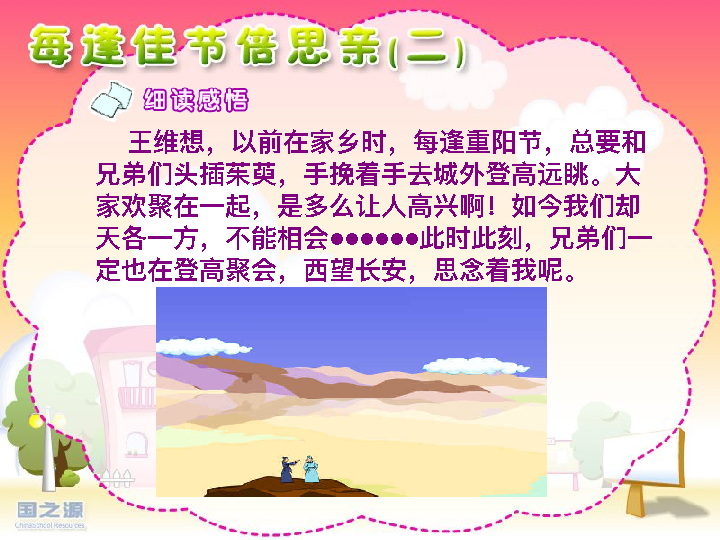 每逢佳节倍思亲(二)
细读感悟
王维想，以前在家乡时，每逢重阳节，总要和
兄弟们头插茱萸，手挽着手去城外登高远眺。大
家欢聚在一起，是多么让人高兴啊！如今我们却
天各一方，不能相会●●●●●●此时此刻，兄弟们一
定也在登高聚会，西望长安，思念着我呢。
国之源